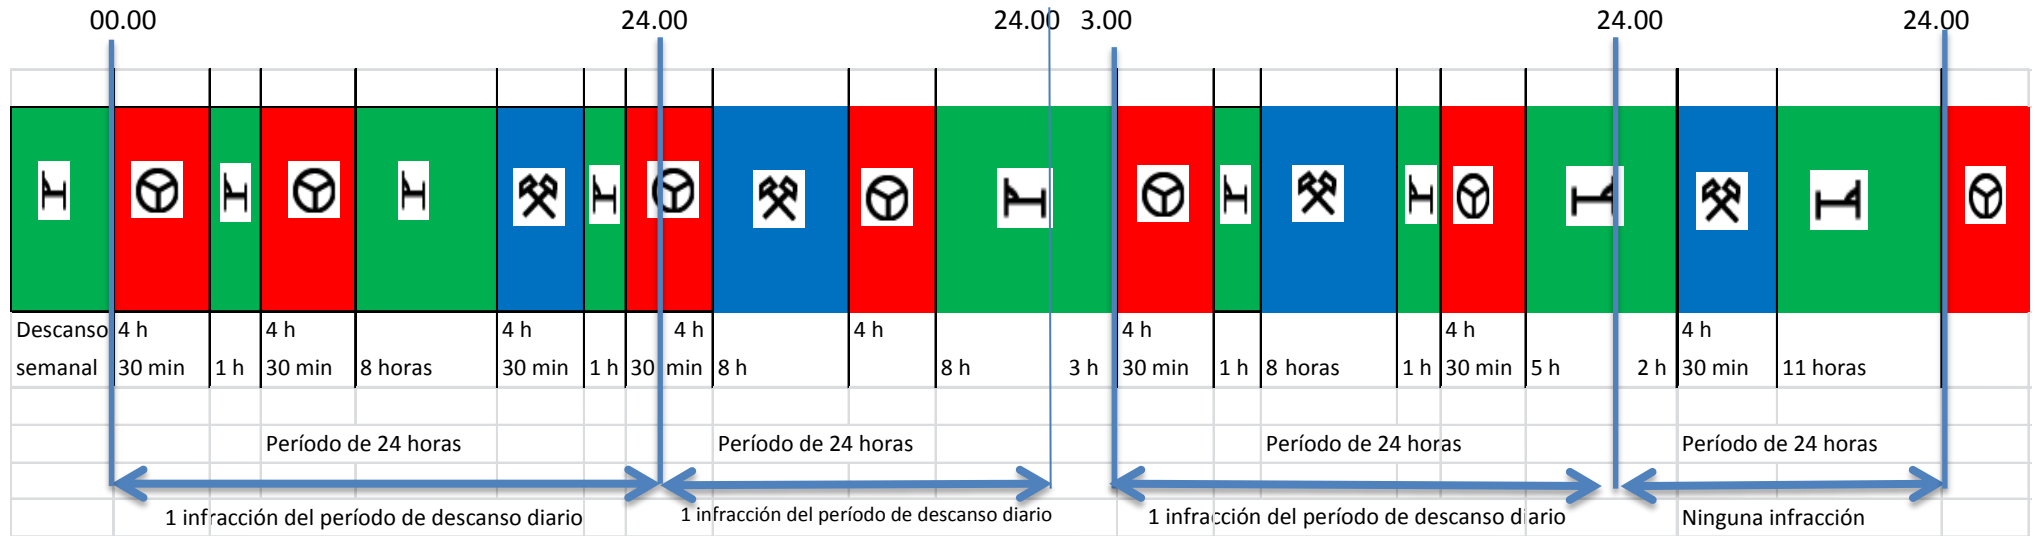 00.00 24.00 24.00 3.00 24.00 24.00
Descanso 4 h 4 h 4 h 4 h 4 h 4 h 4 h 4 h
semanal 30 min 1 h 30 min 8 horas 30 min 1 h 30 min 8 h 8 h 3 h 30 min 1 h 8 horas 1 h 30 min 5 h 2 h 30 min 11 horas
Período de 24 horas Período de 24 horas Período de 24 horas Período de 24 horas
1 infracción del período de descanso diario 1 infracción del período de descanso diario 1 infracción del período de descanso diario Ninguna infracción